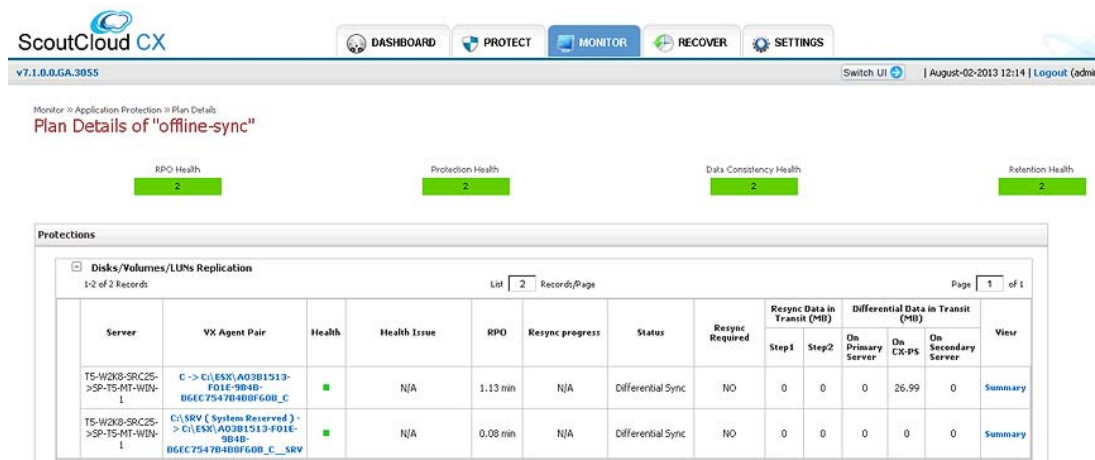 ScoutCloud CX
DASHBOARD
PROTECT
MONITOR
RECOVER
SETTINGS
v7.1.0.0.GA.3055
Switch UI
| August-02-2013 12:14 | Logout (admi
Monitor » Application Protection » Plan Details
Plan Details of "offline-sync"
RPO Health
2
Protection Health
2
Data Consistency Health
2
Retention Health
2
Protections
Disks/Volumes/LUNs Replication
1-2 of 2 Records
List 2 Records/Page
Page 1 of 1
Server
VX Agent Pair
Health
Health Issue
RPO
Resync progress
Status
Resync Required
Resync Data in Transit (MB)
Step1
Step2
Differential Data in Transit (MB)
On Primary Server
On CX-PS
On Secondary Server
View
T5-W2K8-SRC25-
>SP-T5-MT-WIN-
1
C -> C:\ESX\A03B1513-
F01E-9B4B-
B6EC7547B4B8F60B_C
N/A
1.13 min
N/A
Differential Sync
NO
0
0
0
26.99
0
Summary
T5-W2K8-SRC25-
>SP-T5-MT-WIN-
1
C:\SRV ( System Reserved ) -
> C:\ESX\A03B1513-F01E-
9B4B-
B6EC7547B4B8F60B_C__SRV
N/A
0.08 min
N/A
Differential Sync
NO
0
0
0
0
0
Summary